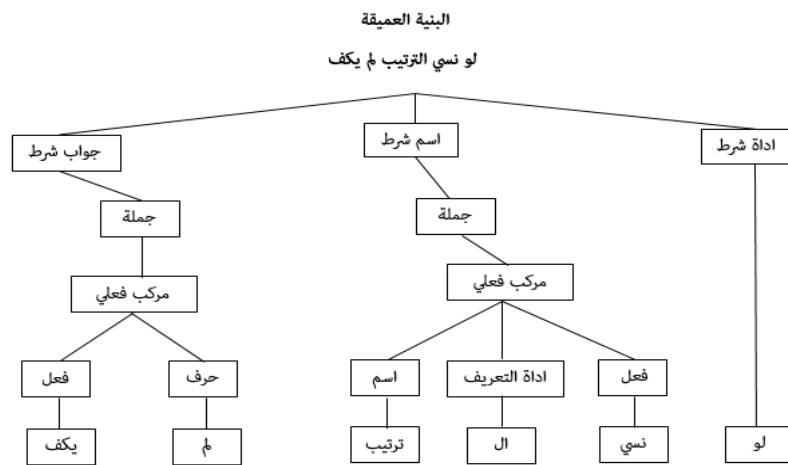 البنية العميقة
لو نسي الترتيب لم يكف
اداة شرط
اسم شرط
جواب شرط
جملة
جملة
مركب فعلي
مركب فعلي
فعل
اداة التعريف
اسم
حرف
فعل
لو
نسي
ال
ترتيب
لم
يكف